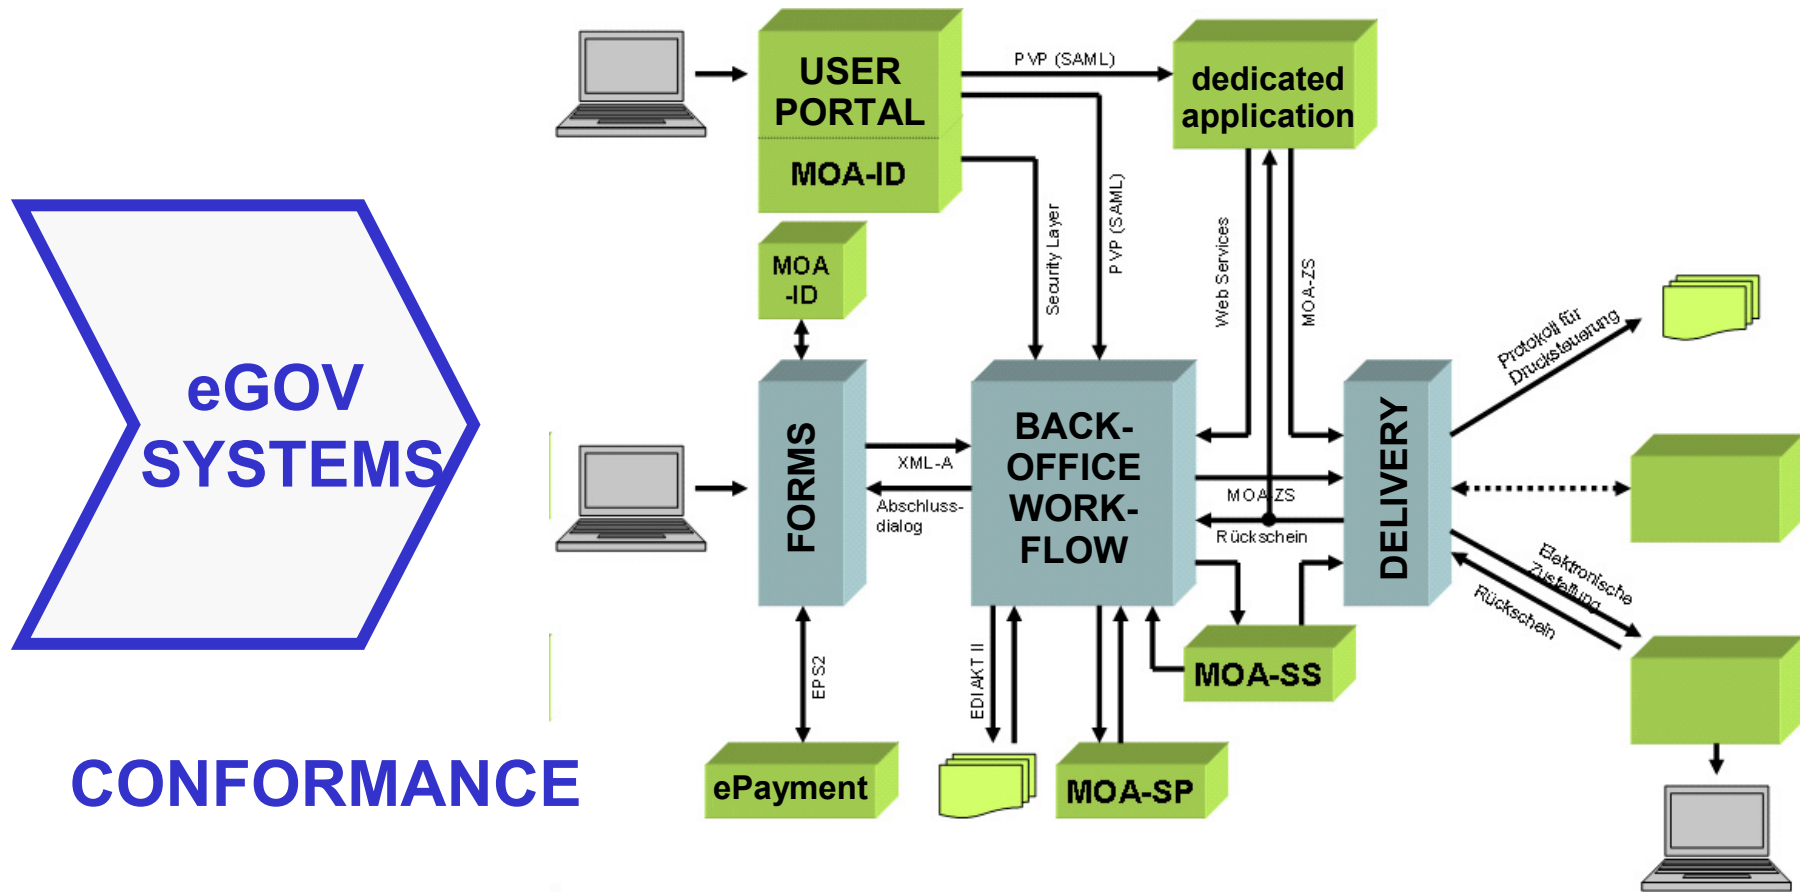 eGOV
SYSTEMS
CONFORMANCE
USER
PORTAL
MOA-ID
PVP (SAML)
dedicated
application
MOA
-ID
Security Layer
PVP (SAML)
Web Services
MOA-ZS
Protokoll für
Drucksteuerung
FORMS
XML-A
Abschluss-
dialog
BACK-
OFFICE
WORK-
FLOW
MOA-ZS
Rückschein
DELIVERY
Elektronische
Zustellung
Rückschein
EPS2
EDIAKT II
MOA-SS
ePayment
MOA-SP